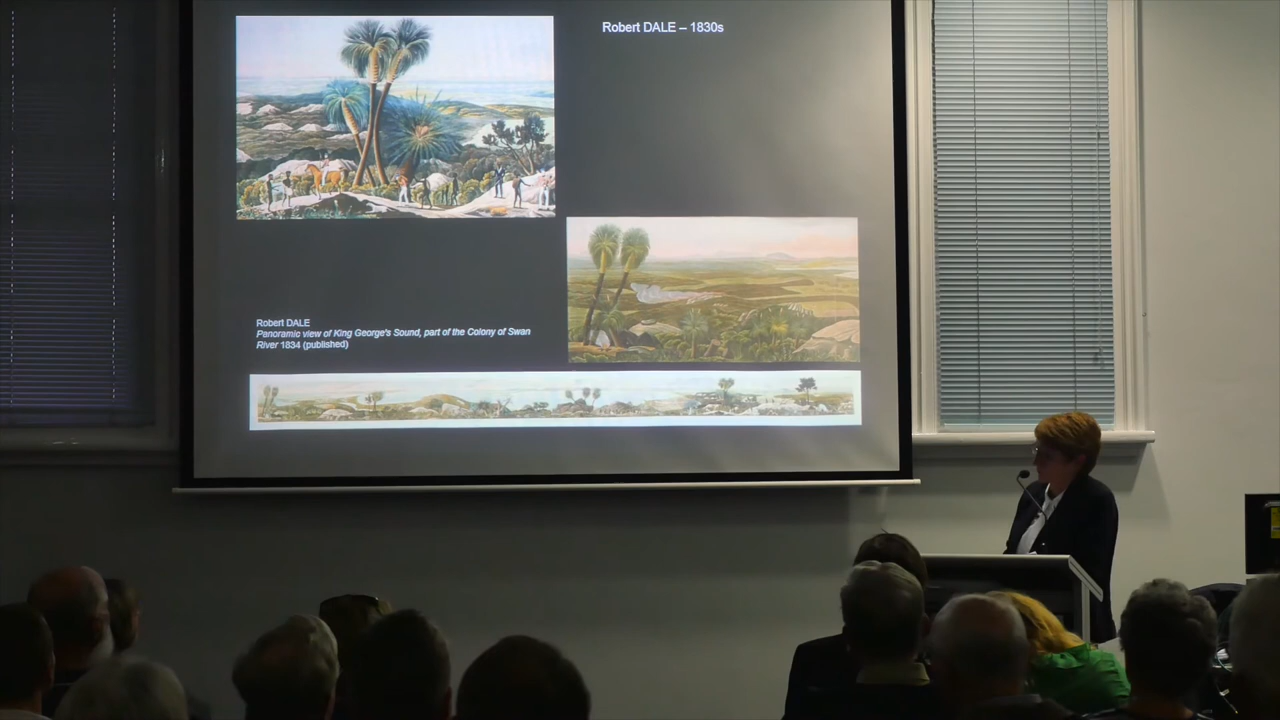 Robert DALE – 1830s
Robert DALE
Panoramic view of King George's Sound, part of the Colony of Swan
River 1834 (published)